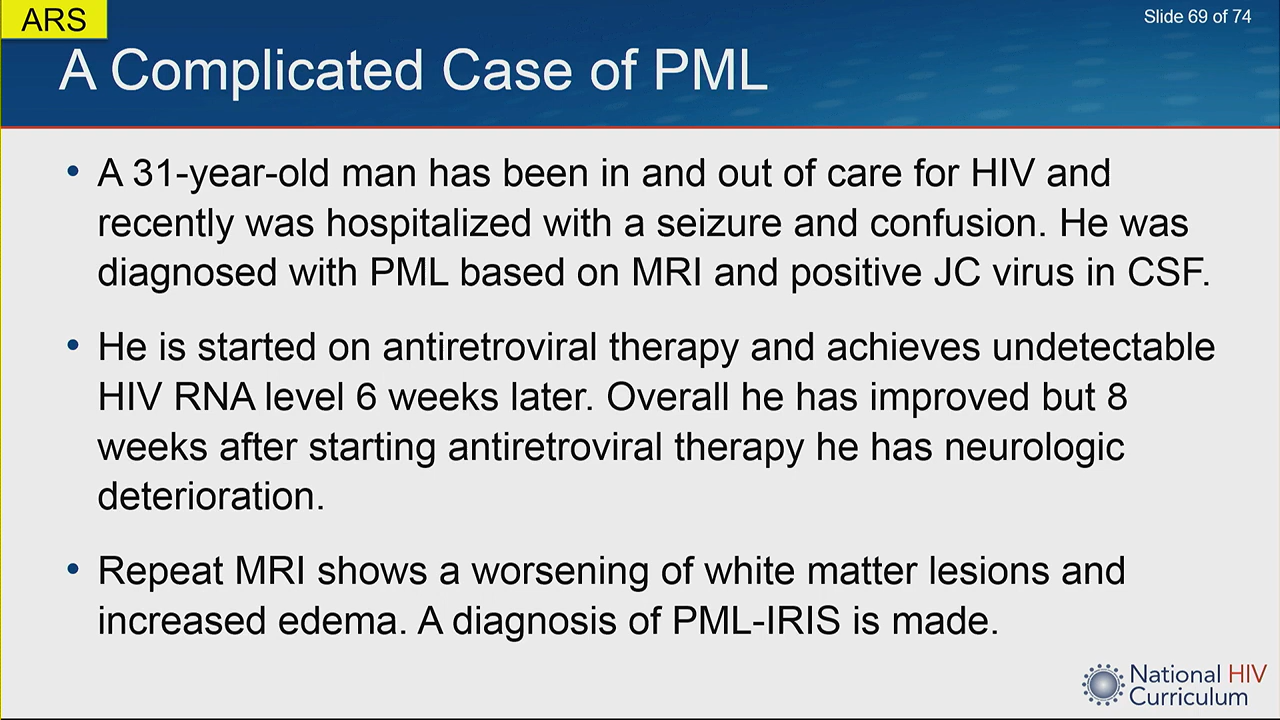 ARS
Slide 69 of 74
A Complicated Case of PML
• A 31-year-old man has been in and out of care for HIV and
recently was hospitalized with a seizure and confusion. He was
diagnosed with PML based on MRI and positive JC virus in CSF.
• He is started on antiretroviral therapy and achieves undetectable
HIV RNA level 6 weeks later. Overall he has improved but 8
weeks after starting antiretroviral therapy he has neurologic
deterioration.
• Repeat MRI shows a worsening of white matter lesions and
increased edema. A diagnosis of PML-IRIS is made.
National HIV
Curriculum